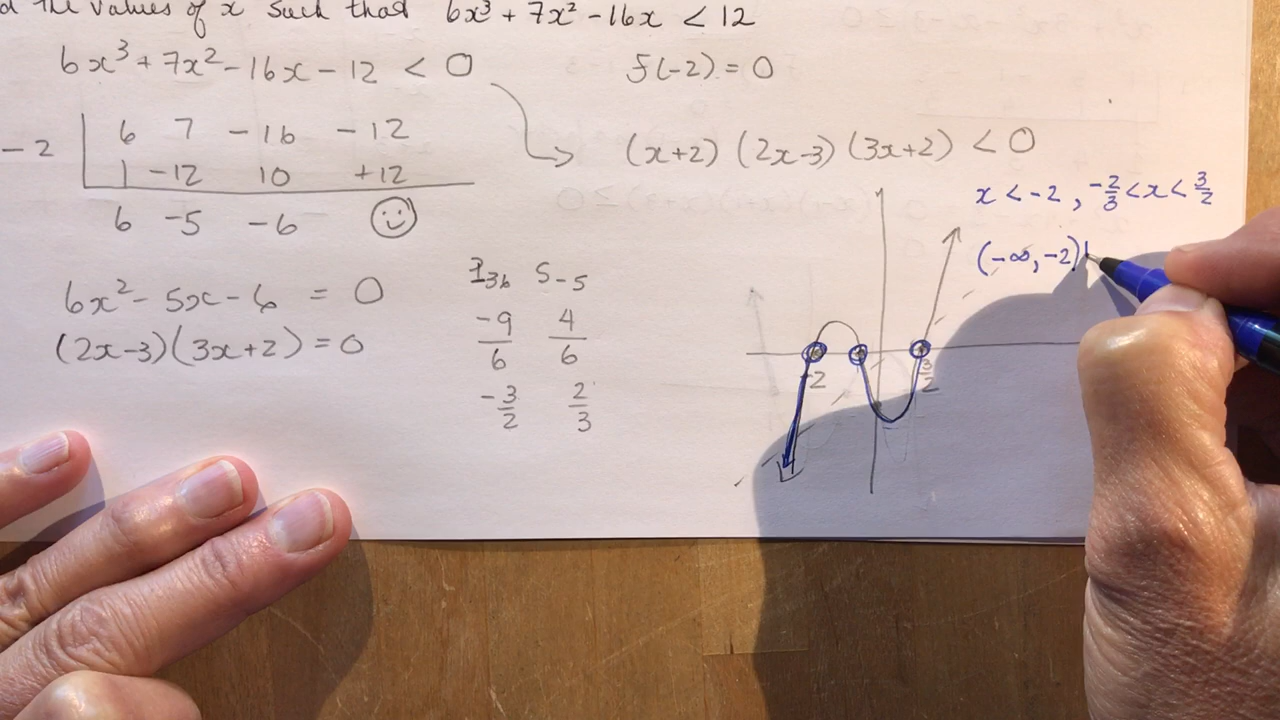 the values of x such that 6x³ + 7x² - 16x < 12
6x³ + 7x² - 16x - 12 < 0
f(-2) = 0
-2 | 6 7 -16 -12
1 -12 10 +12
6 -5 -6 ☺
(x+2) (2x-3) (3x+2) < 0
x < -2 , -2/3 < x < 3/2
(-∞, -2)
6x² - 5x - 6 = 0
(2x-3)(3x+2) = 0
S -5
-9/6 4/6
-3/2 2/3
y
-2 3/2